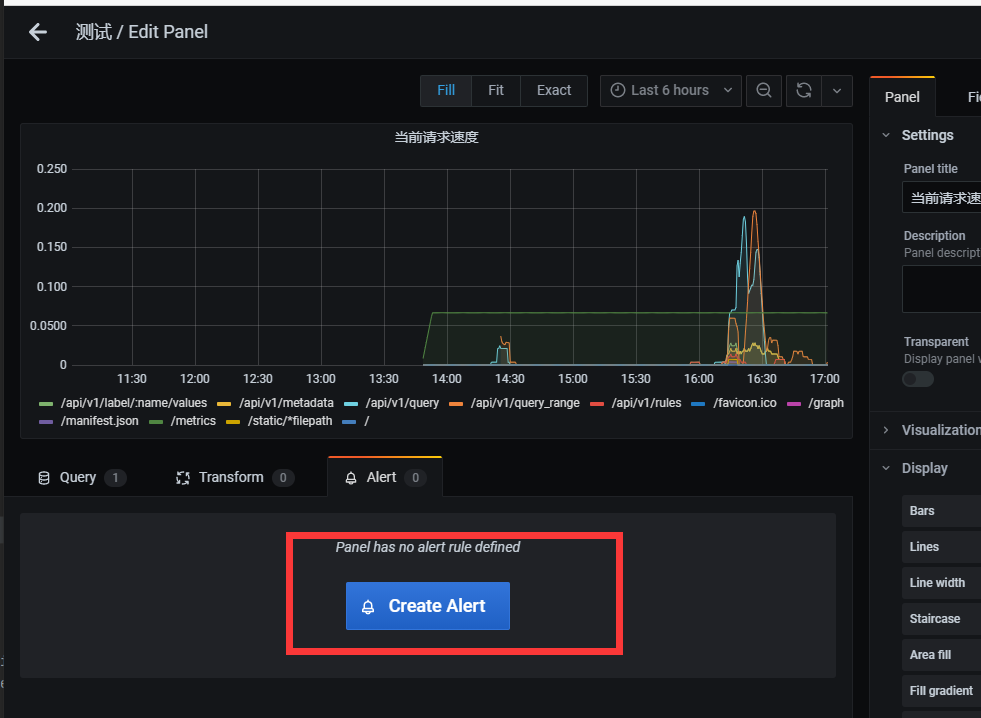 测试 / Edit Panel
Fill Fit Exact Last 6 hours
Panel
Settings
当前请求速度
Panel title
当前请求速
Description
Panel descript
Transparent
Display panel
0.250
0.200
0.150
0.100
0.0500
0
11:30 12:00 12:30 13:00 13:30 14:00 14:30 15:00 15:30 16:00 16:30 17:00
/api/v1/label/:name/values /api/v1/metadata /api/v1/query /api/v1/query_range /api/v1/rules /favicon.ico /graph
/manifest.json /metrics /static/*filepath /
Visualization
Display
Query 1 Transform 0 Alert 0
Panel has no alert rule defined
Create Alert
Bars
Lines
Line width
Staircase
Area fill
Fill gradient